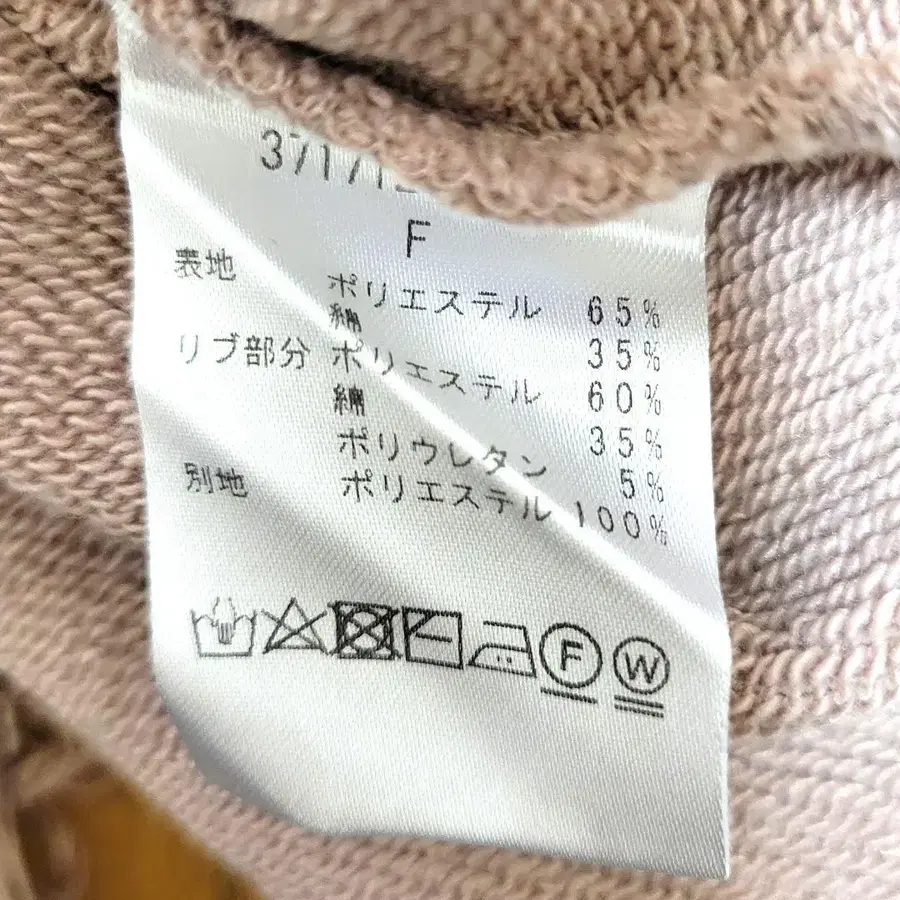 F
表地 ポリエステル 65%
綿 35%
リブ部分 ポリエステル 60%
綿 35%
ポリウレタン 5%
別地 ポリエステル 100%
F W